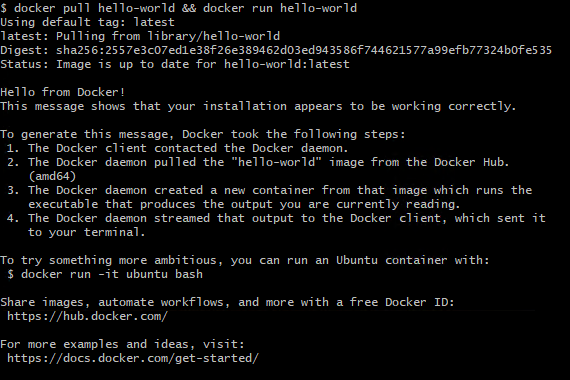 $ docker pull hello-world && docker run hello-world
Using default tag: latest
latest: Pulling from library/hello-world
Digest: sha256:2557e3c07ed1e38f26e389462d03ed943586f744621577a99efb77324b0fe535
Status: Image is up to date for hello-world:latest

Hello from Docker!
This message shows that your installation appears to be working correctly.

To generate this message, Docker took the following steps:
 1. The Docker client contacted the Docker daemon.
 2. The Docker daemon pulled the "hello-world" image from the Docker Hub.
    (amd64)
 3. The Docker daemon created a new container from that image which runs the
    executable that produces the output you are currently reading.
 4. The Docker daemon streamed that output to the Docker client, which sent it
    to your terminal.

To try something more ambitious, you can run an Ubuntu container with:
 $ docker run -it ubuntu bash

Share images, automate workflows, and more with a free Docker ID:
 https://hub.docker.com/

For more examples and ideas, visit:
 https://docs.docker.com/get-started/